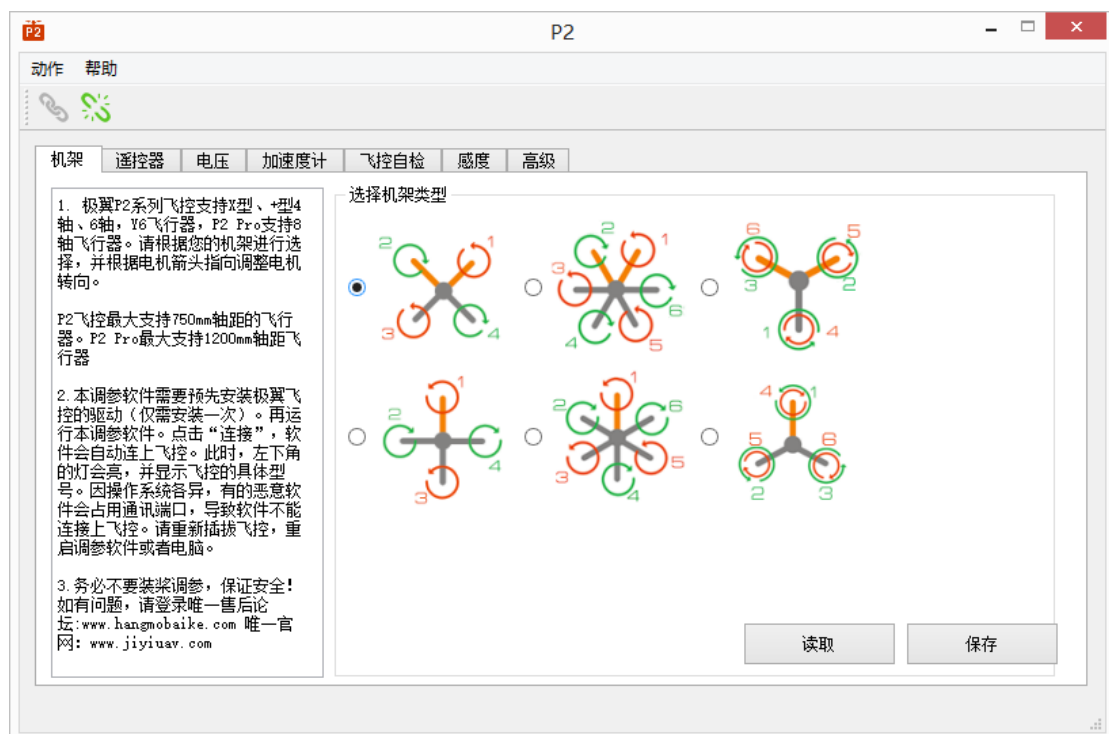 P2
P2
动作 帮助
机架 遥控器 电压 加速度计 飞控自检 感度 高级
1. 极翼P2系列飞控支持X型、+型4
轴、6轴，Y6飞行器，P2 Pro支持8
轴飞行器。请根据您的机架进行选
择，并根据电机箭头指向调整电机
转向。
P2飞控最大支持750mm轴距的飞行
器。P2 Pro最大支持1200mm轴距飞
行器
2.本调参软件需要预先安装极翼飞
控的驱动（仅需安装一次）。再运
行本调参软件。点击“连接”，软
件会自动连上飞控。此时，左下角
的灯会亮，并显示飞控的具体型
号。因操作系统各异，有的恶意软
件会占用通讯端口，导致软件不能
连接上飞控。请重新插拔飞控，重
启调参软件或者电脑。
3.务必不要装桨调参，保证安全！
如有问题，请登录唯一售后论
坛:www.hangmobaike.com 唯一官
网：www.jiyiuav.com
选择机架类型
2 1
3 4
2 1
3 6
4 5
6 5
3 2
1 4
1
2 4
3
1
2 6
3 5
4
4 1
5 6
2 3
读取 保存